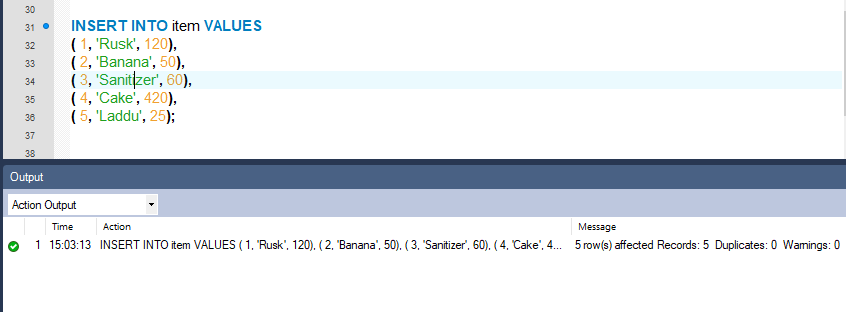 30
31 INSERT INTO item VALUES
32 ( 1, 'Rusk', 120),
33 ( 2, 'Banana', 50),
34 ( 3, 'Sanitizer', 60),
35 ( 4, 'Cake', 420),
36 ( 5, 'Laddu', 25);
37
38
Output
Action Output
Time Action Message
1 15:03:13 INSERT INTO item VALUES ( 1, 'Rusk', 120), ( 2, 'Banana', 50), ( 3, 'Sanitizer', 60), ( 4, 'Cake', 4... 5 row(s) affected Records: 5 Duplicates: 0 Warnings: 0